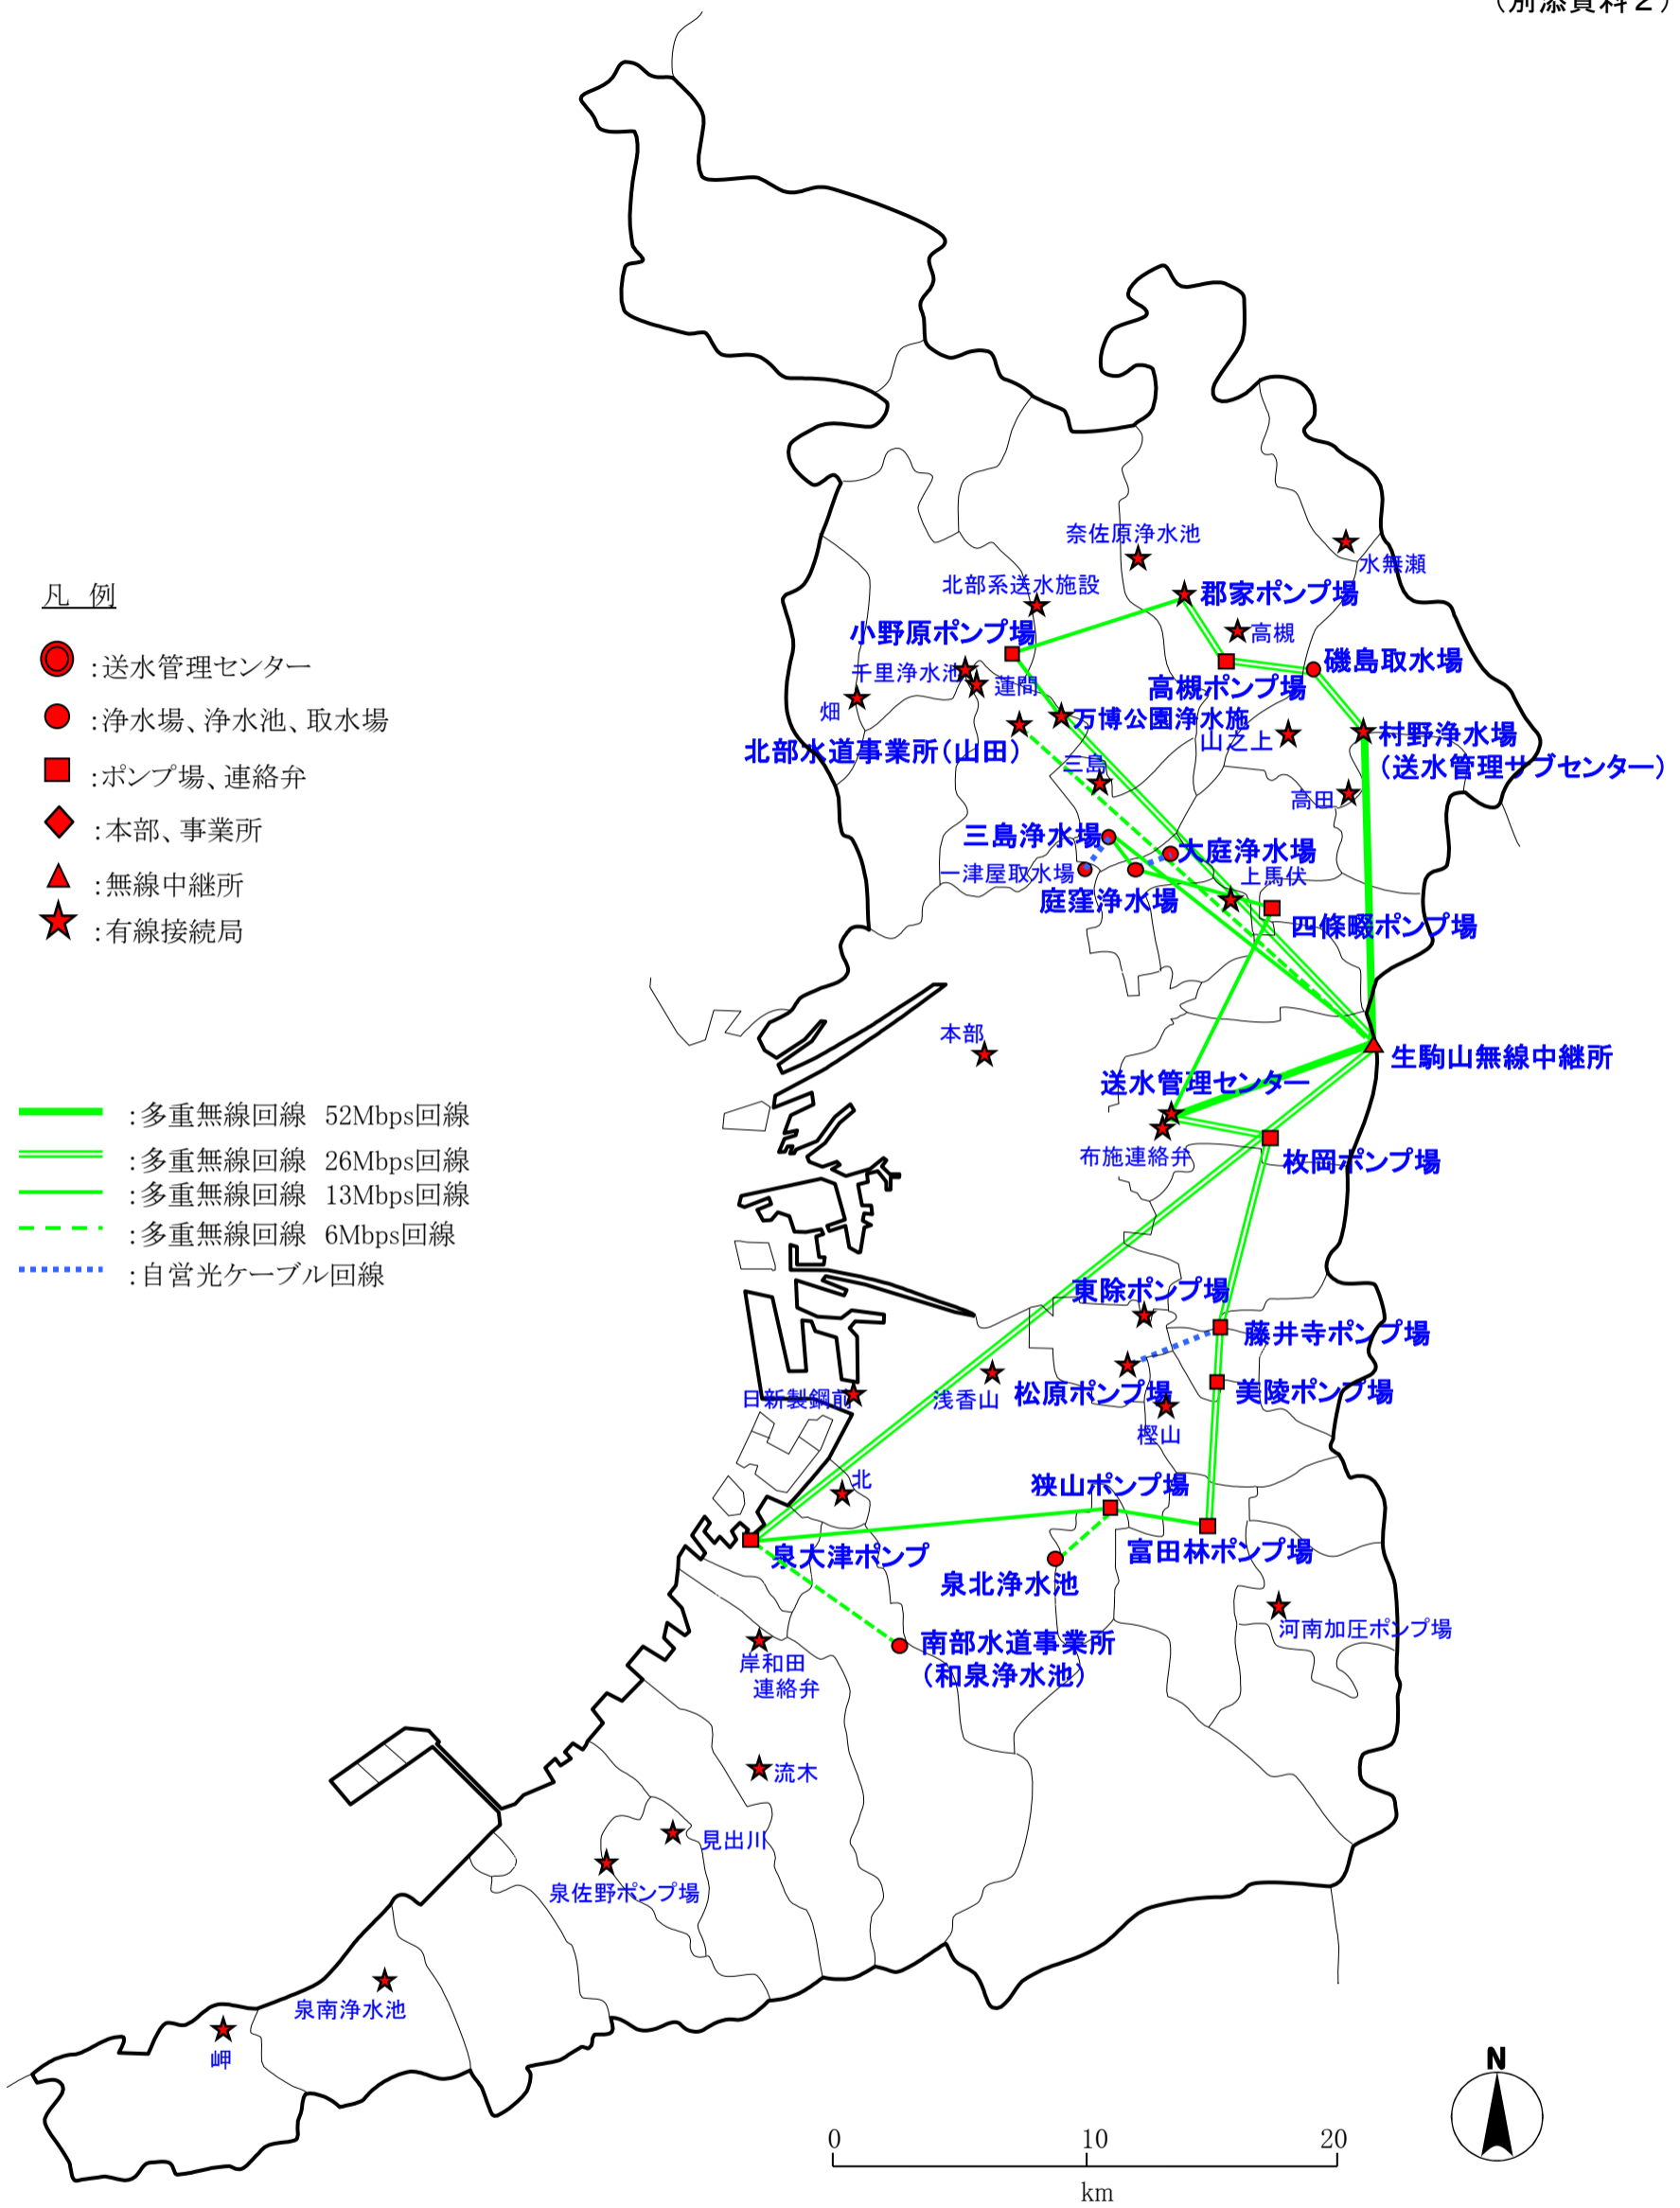 （別添資料２）
奈佐原浄水池
水無瀬
北部系送水施設
郡家ポンプ場
小野原ポンプ場
高槻
千里浄水池
蓮間
磯島取水場
高槻ポンプ場
畑
万博公園浄水施
山之上
村野浄水場
（送水管理サブセンター）
北部水道事業所（山田）
三島
高田
三島浄水場
大庭浄水場
一津屋取水場
上馬伏
庭窪浄水場
四條畷ポンプ場
本部
生駒山無線中継所
送水管理センター
布施連絡弁
枚岡ポンプ場
東除ポンプ場
藤井寺ポンプ場
日新製鋼前
浅香山
松原ポンプ場
美陵ポンプ場
樫山
北
狭山ポンプ場
泉大津ポンプ
富田林ポンプ場
泉北浄水池
河南加圧ポンプ場
南部水道事業所
（和泉浄水池）
岸和田
連絡弁
流木
見出川
泉佐野ポンプ場
泉南浄水池
岬
凡 例
：送水管理センター
：浄水場、浄水池、取水場
：ポンプ場、連絡弁
：本部、事業所
：無線中継所
：有線接続局
：多重無線回線 52Mbps回線
：多重無線回線 26Mbps回線
：多重無線回線 13Mbps回線
：多重無線回線 6Mbps回線
：自営光ケーブル回線
N
0 10 20
km